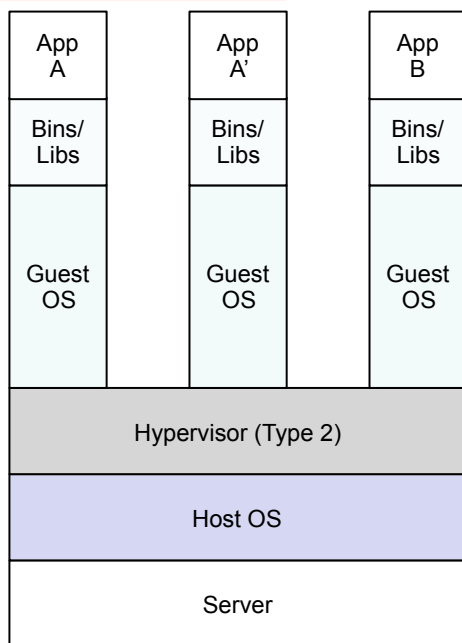 App
A
App
A’
App
B
Bins/
Libs
Bins/
Libs
Bins/
Libs
Guest
OS
Guest
OS
Guest
OS
Hypervisor (Type 2)
Host OS
Server